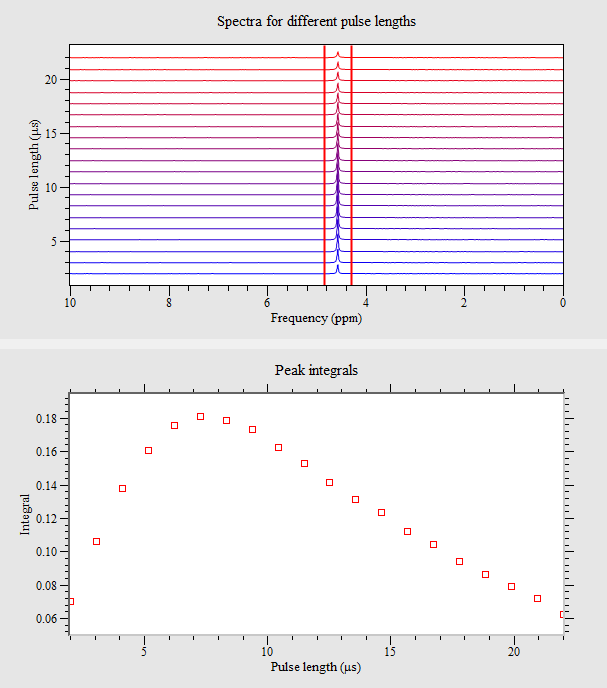 Spectra for different pulse lengths
20
15
10
5
Pulse length (μs)
10 8 6 4 2 0
Frequency (ppm)
Peak integrals
0.18
0.16
0.14
0.12
0.10
0.08
0.06
Integral
5 10 15 20
Pulse length (μs)